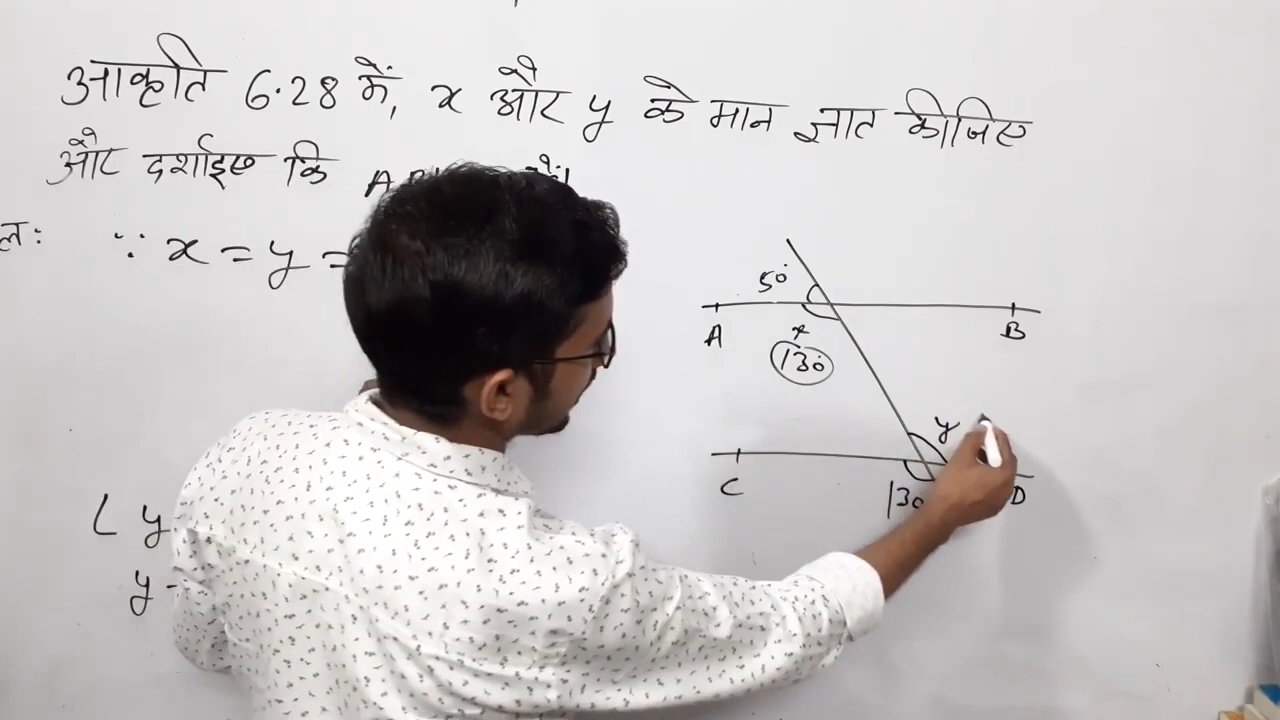 आकृति 6.28 में, x और y के मान ज्ञात कीजिए
और दर्शाइए कि
ल: ∵ x = y =
50°
A x B
130°
y
C 130 D
∠ y
y -